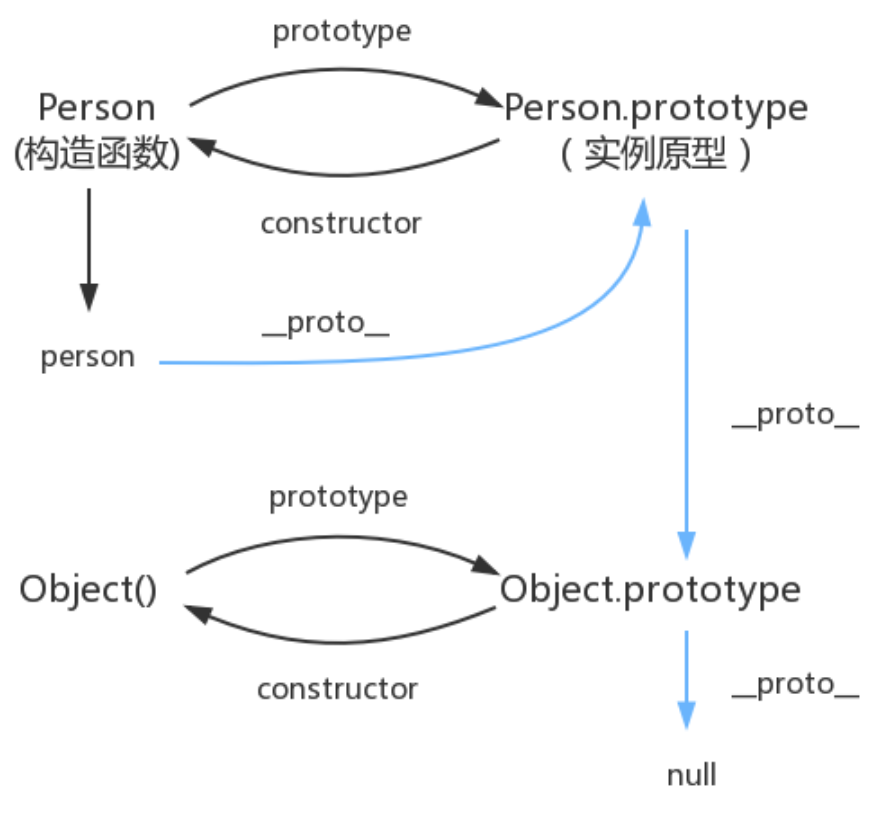 prototype
Person
(构造函数)
Person.prototype
（实例原型）
constructor
__proto__
person
__proto__
prototype
Object()
Object.prototype
constructor
__proto__
null